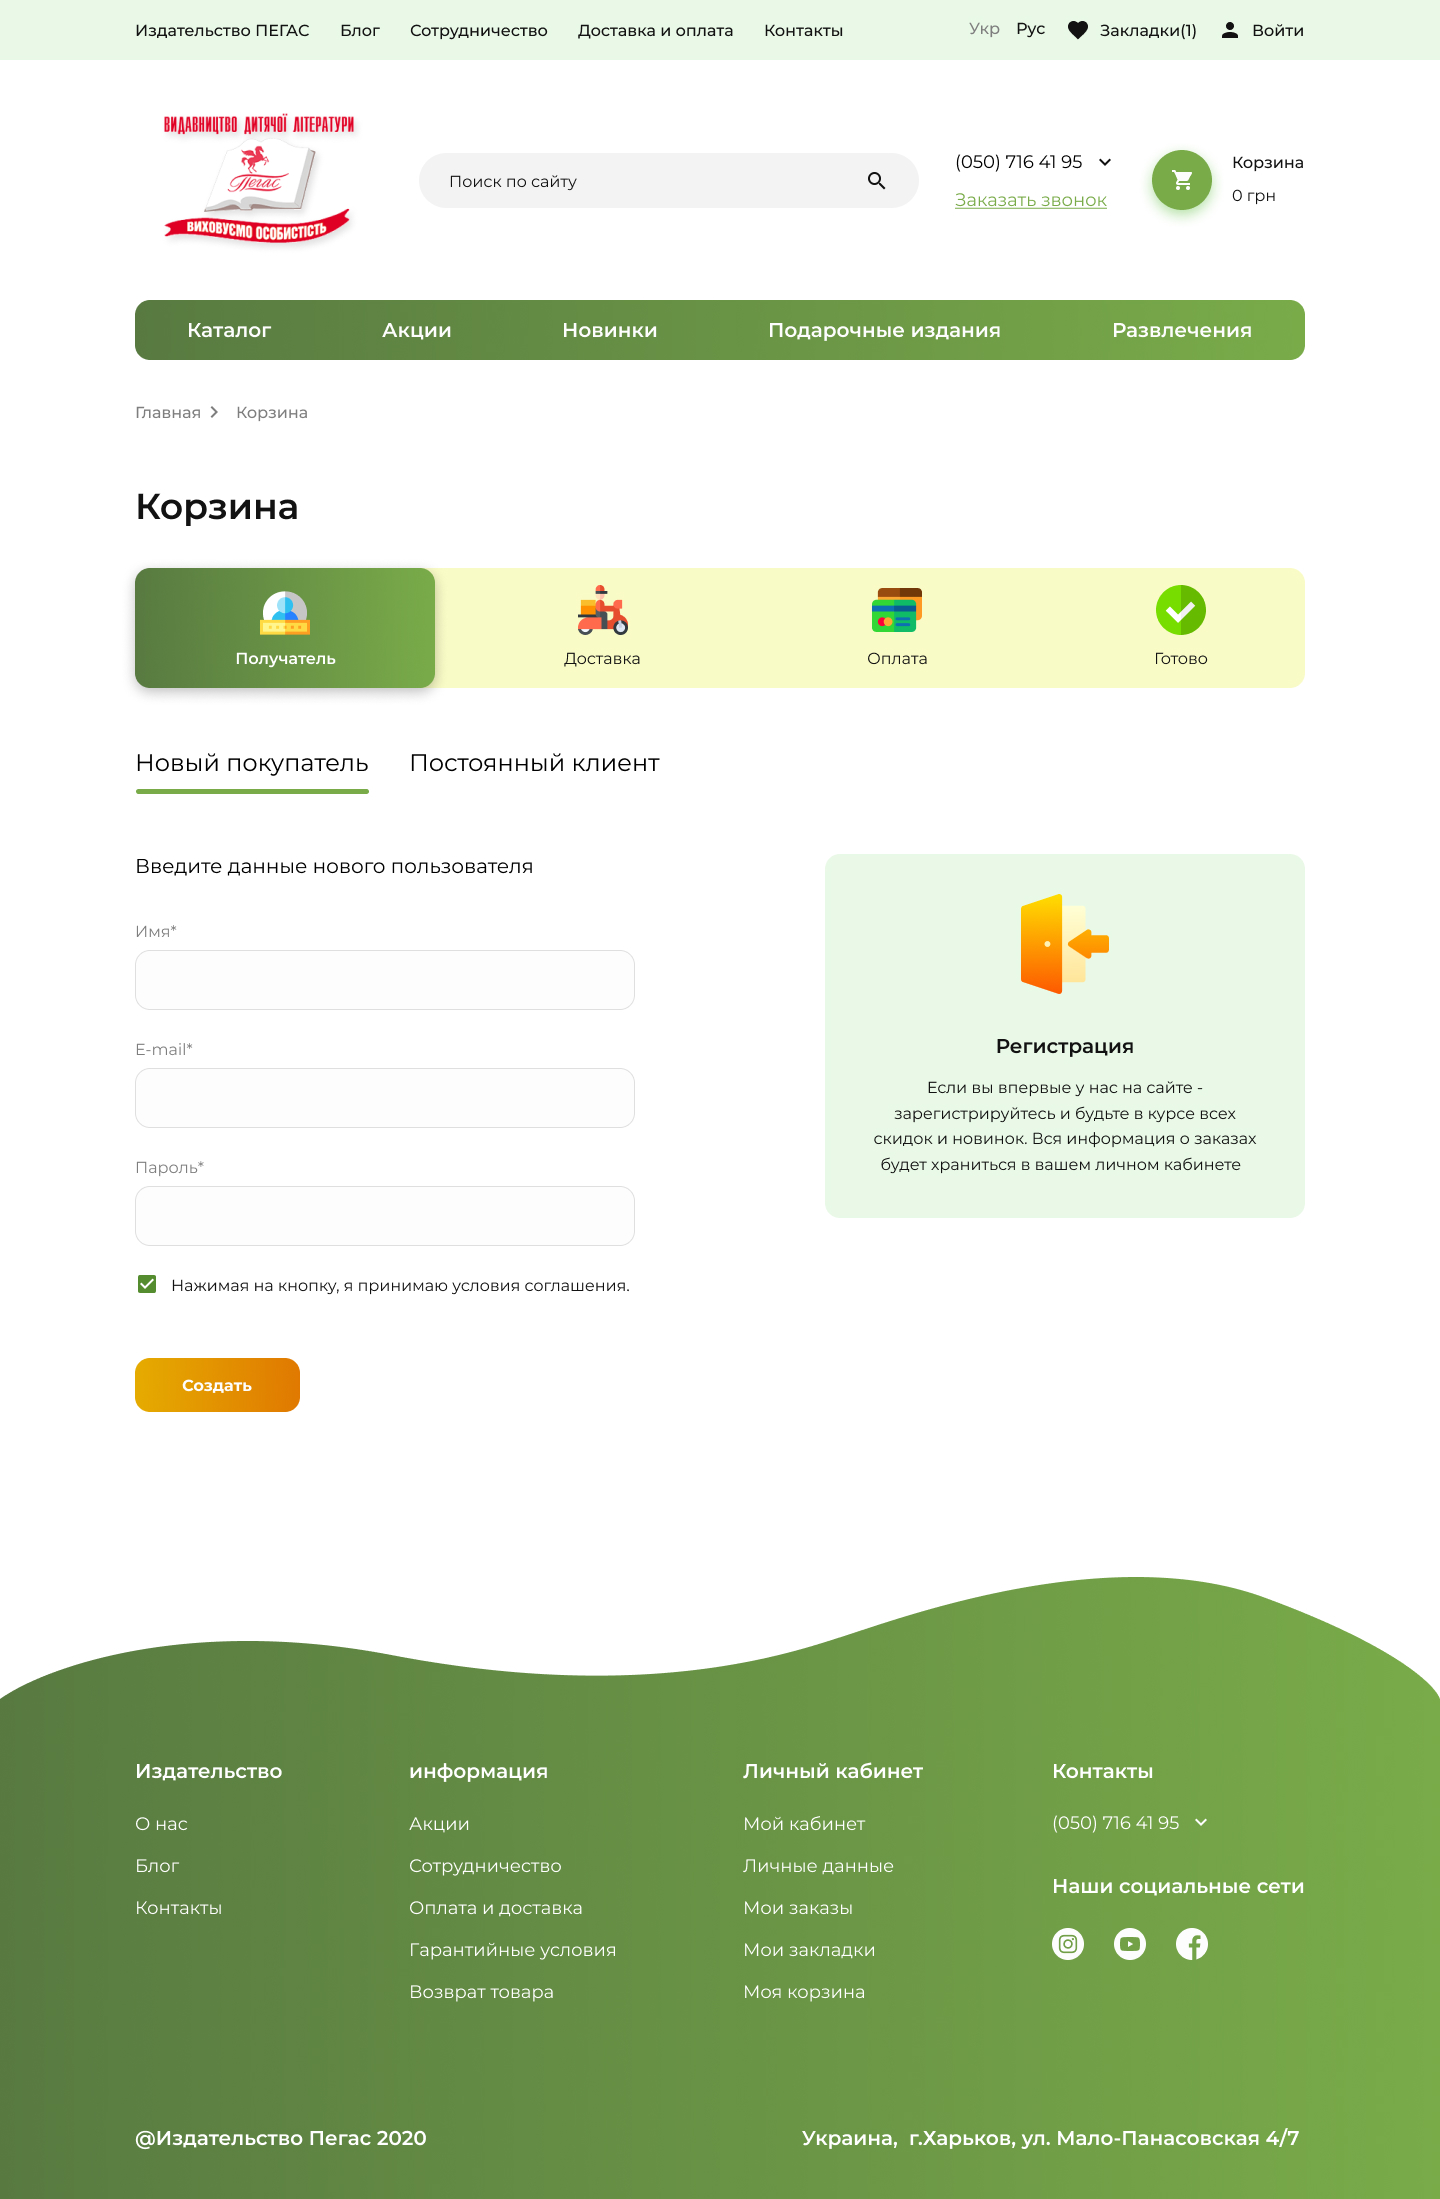 Издательство ПЕГАС Блог Сотрудничество Доставка и оплата Контакты Укр Рус Закладки(1) Войти
ВИДАВНИЦТВО ДИТЯЧОЇ ЛІТЕРАТУРИ
Пегас
ВИХОВУЄМО ОСОБИСТІСТЬ
Поиск по сайту
(050) 716 41 95
Заказать звонок
Корзина
0 грн
Каталог Акции Новинки Подарочные издания Развлечения
Главная Корзина
Корзина
Получатель Доставка Оплата Готово
Новый покупатель Постоянный клиент
Введите данные нового пользователя
Имя*
E-mail*
Пароль*
Нажимая на кнопку, я принимаю условия соглашения.
Создать
Регистрация
Если вы впервые у нас на сайте -
зарегистрируйтесь и будьте в курсе всех
скидок и новинок. Вся информация о заказах
будет храниться в вашем личном кабинете
Издательство
О нас
Блог
Контакты
информация
Акции
Сотрудничество
Оплата и доставка
Гарантийные условия
Возврат товара
Личный кабинет
Мой кабинет
Личные данные
Мои заказы
Мои закладки
Моя корзина
Контакты
(050) 716 41 95
Наши социальные сети
@Издательство Пегас 2020
Украина,  г.Харьков, ул. Мало-Панасовская 4/7